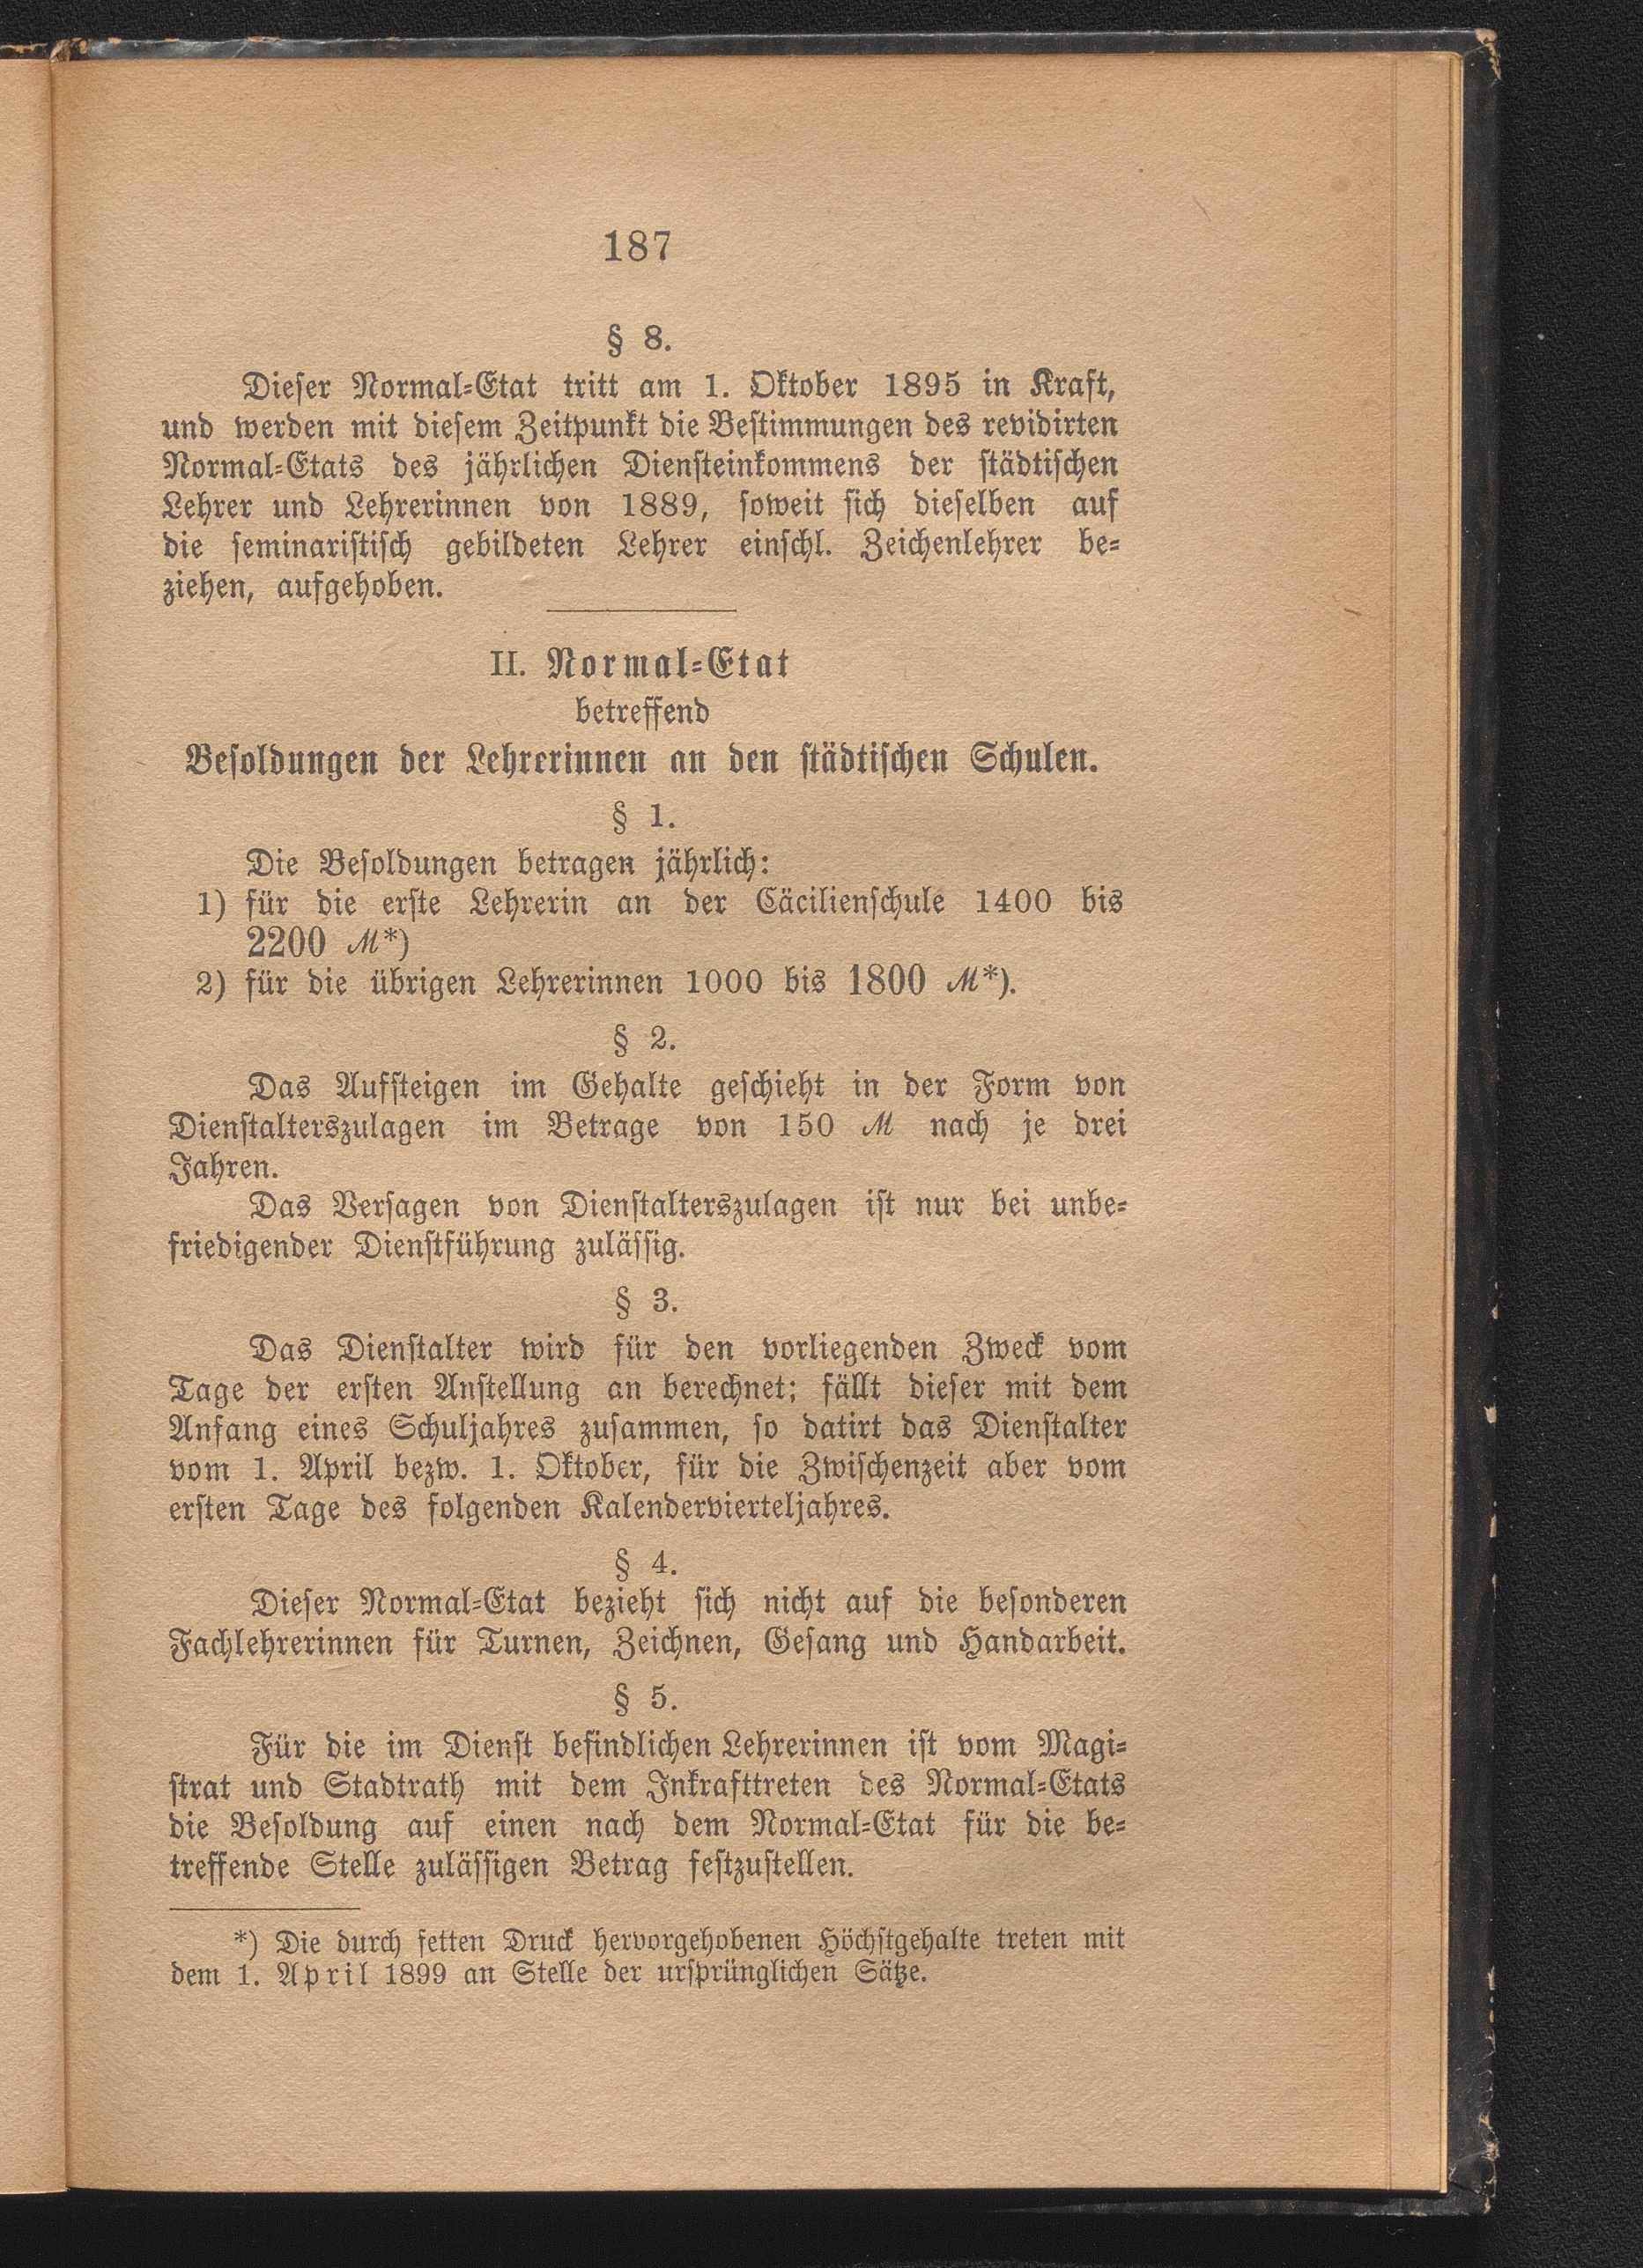 187
§ 8.
Dieser Normal-Etat tritt am 1. Oktober 1895 in Kraft,
und werden mit diesem Zeitpunkt die Bestimmungen des revidirten
Normal-Etats des jährlichen Diensteinkommens der städtischen
Lehrer und Lehrerinnen von 1889, soweit sich dieselben auf
die seminaristisch gebildeten Lehrer einschl. Zeichenlehrer be-
ziehen, aufgehoben.
II. Normal-Etat
betreffend
Besoldungen der Lehrerinnen an den städtischen Schulen.
§ 1.
Die Besoldungen betragen jährlich:
1) für die erste Lehrerin an der Cäcilienschule 1400 bis
2200 M*)
2) für die übrigen Lehrerinnen 1000 bis 1800 M*).
§ 2.
Das Aufsteigen im Gehalte geschieht in der Form von
Dienstalterszulagen im Betrage von 150 M nach je drei
Jahren.
Das Versagen von Dienstalterszulagen ist nur bei unbe-
friedigender Dienstführung zulässig.
§ 3.
Das Dienstalter wird für den vorliegenden Zweck vom
Tage der ersten Anstellung an berechnet; fällt dieser mit dem
Anfang eines Schuljahres zusammen, so datirt das Dienstalter
vom 1. April bezw. 1. Oktober, für die Zwischenzeit aber vom
ersten Tage des folgenden Kalendervierteljahres.
§ 4.
Dieser Normal-Etat bezieht sich nicht auf die besonderen
Fachlehrerinnen für Turnen, Zeichnen, Gesang und Handarbeit.
§ 5.
Für die im Dienst befindlichen Lehrerinnen ist vom Magi-
strat und Stadtrath mit dem Inkrafttreten des Normal-Etats
die Besoldung auf einen nach dem Normal-Etat für die be-
treffende Stelle zulässigen Betrag festzustellen.
*) Die durch fetten Druck hervorgehobenen Höchstgehalte treten mit
dem 1. April 1899 an Stelle der ursprünglichen Sätze.